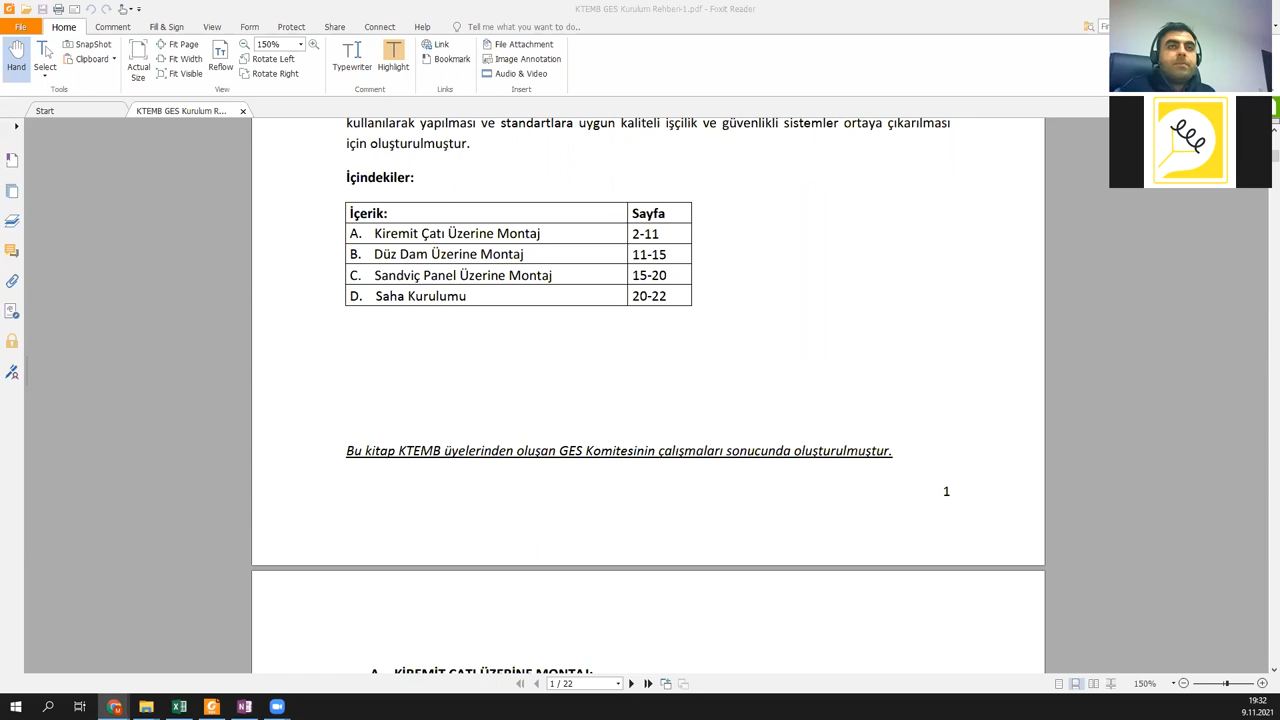 KTEMB GES Kurulum Rehberi-1.pdf - Foxit Reader
File Home Comment Fill & Sign View Form Protect Share Connect Help Tell me what you want to do...
Hand Select SnapShot Clipboard
Actual Size Fit Page Fit Width Fit Visible Reflow 150% Rotate Left Rotate Right
Typewriter Highlight Link Bookmark File Attachment Image Annotation Audio & Video
Tools View Comment Links Insert
Start KTEMB GES Kurulum R...
kullanılarak yapılması ve standartlara uygun kaliteli işçilik ve güvenlikli sistemler ortaya çıkarılması
için oluşturulmuştur.
İçindekiler:
İçerik: Sayfa
A. Kiremit Çatı Üzerine Montaj 2-11
B. Düz Dam Üzerine Montaj 11-15
C. Sandviç Panel Üzerine Montaj 15-20
D. Saha Kurulumu 20-22
Bu kitap KTEMB üyelerinden oluşan GES Komitesinin çalışmaları sonucunda oluşturulmuştur.
1
A. KİREMİT ÇATI ÜZERİNE MONTAJ:
1 / 22 150%
19:32
9.11.2021